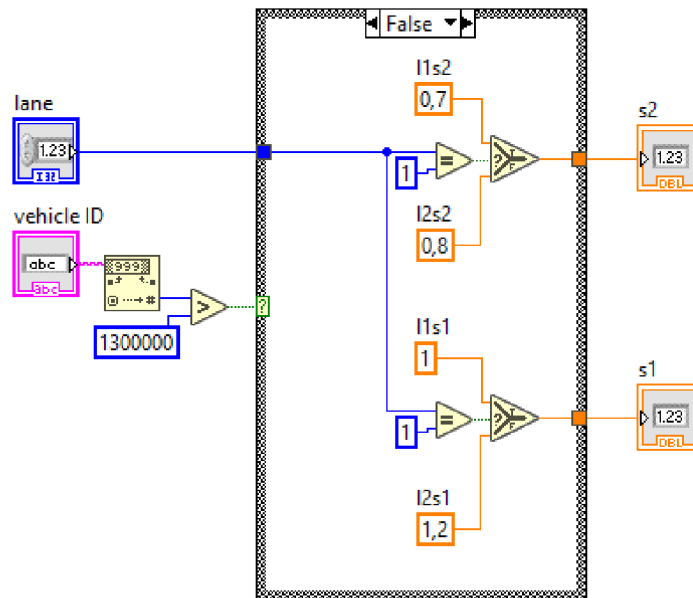 False
lane
1.23
I32
vehicle ID
abc
abc
999
#
>
1300000
?
l1s2
0,7
1
=
?
T
F
l2s2
0,8
s2
1.23
DBL
l1s1
1
1
=
?
T
F
l2s1
1,2
s1
1.23
DBL